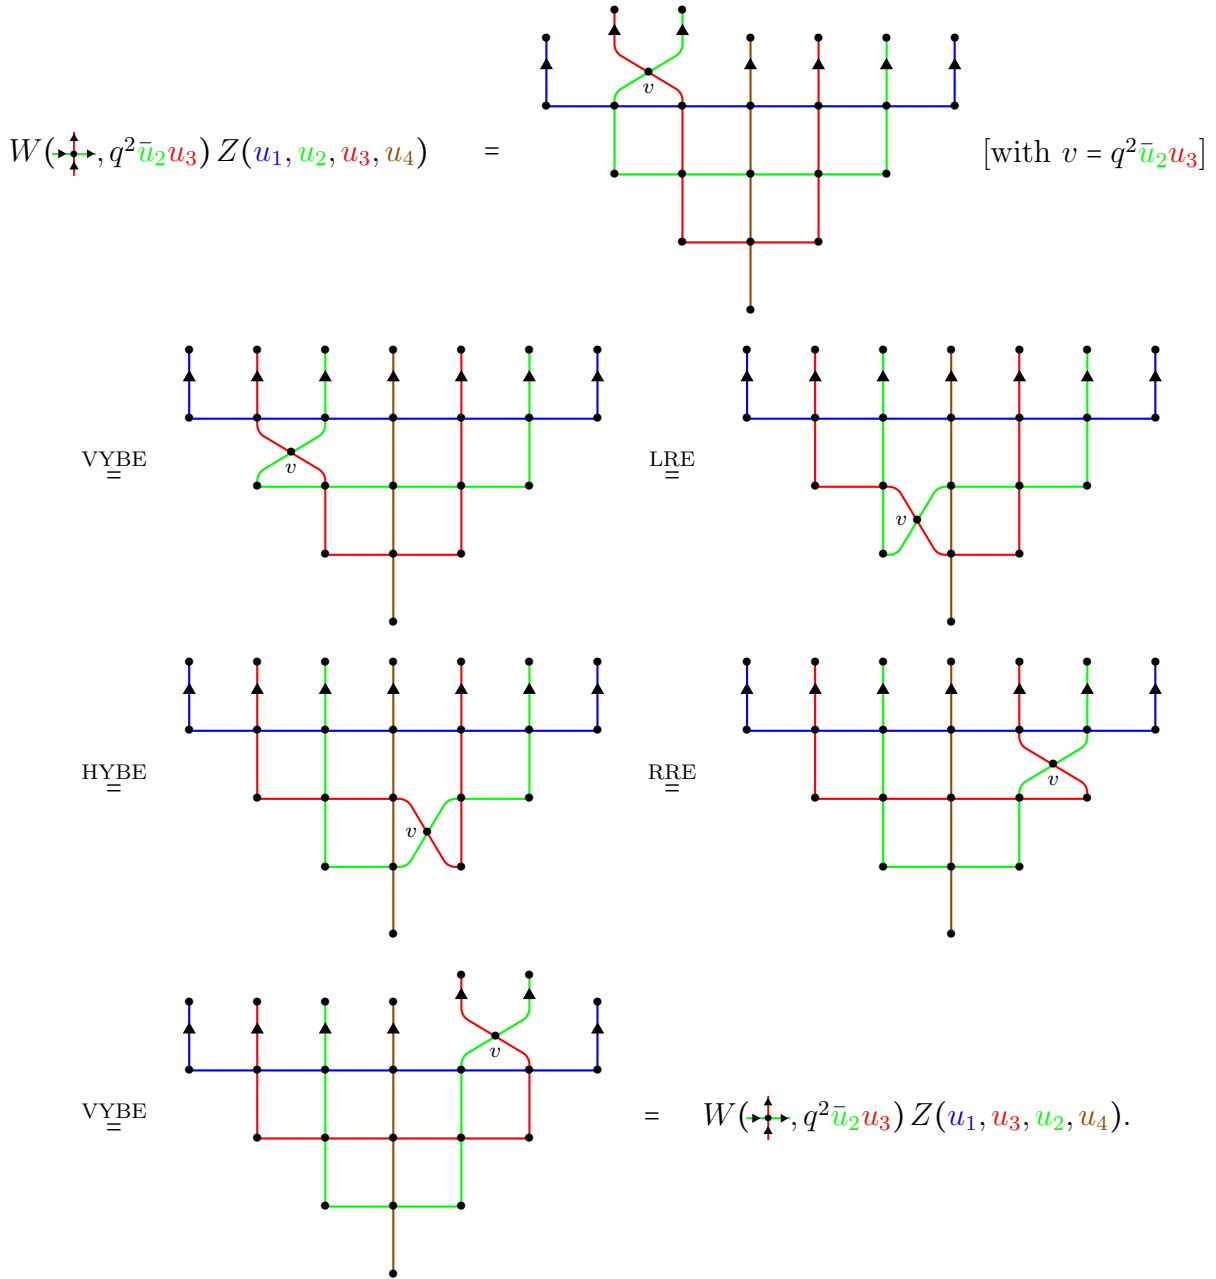 W(, q²ū₂u₃) Z(u₁, u₂, u₃, u₄) = [with v = q²ū₂u₃]
v
VYBE = v LRE = v
HYBE = v RRE = v
VYBE = v = W(, q²ū₂u₃) Z(u₁, u₃, u₂, u₄).